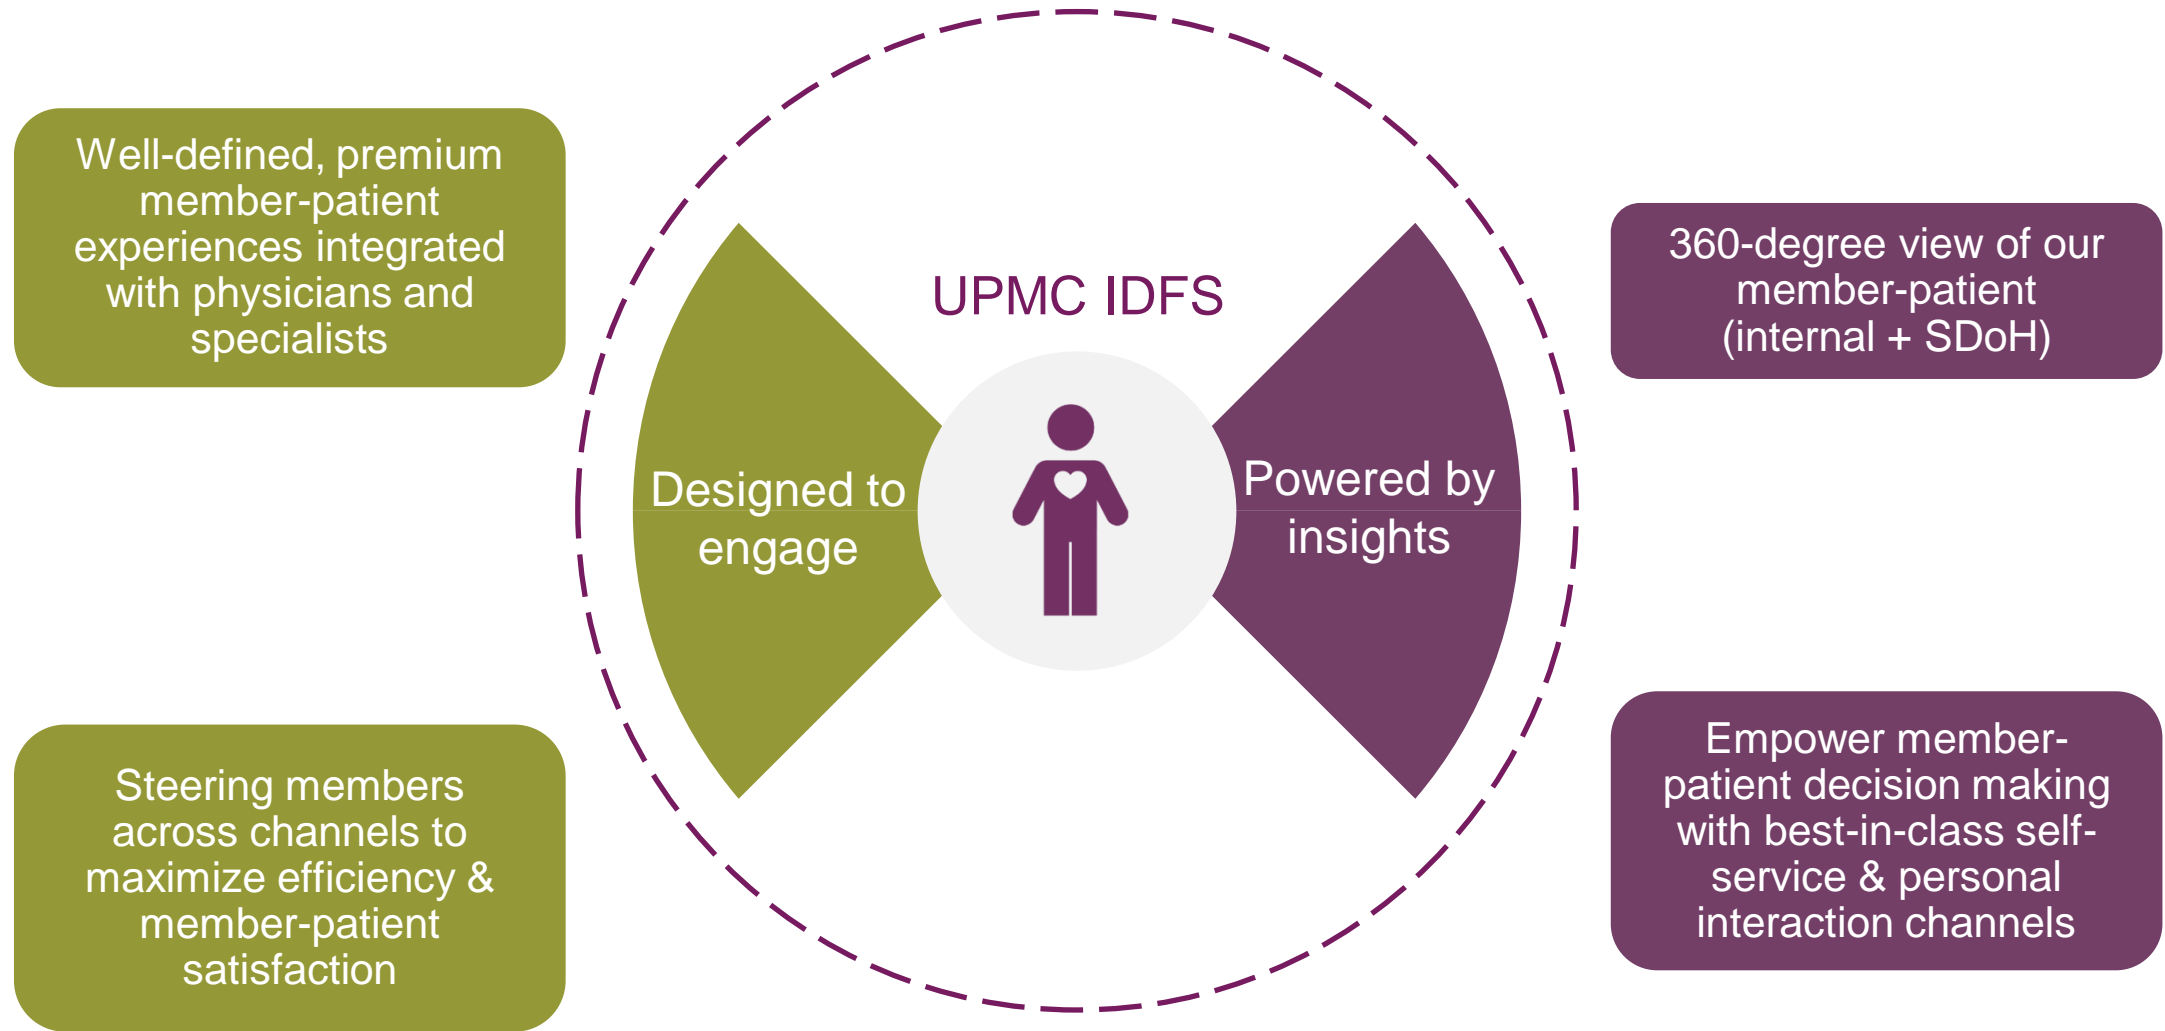 Well-defined, premium
member-patient
experiences integrated
with physicians and
specialists
Steering members
across channels to
maximize efficiency &
member-patient
satisfaction
UPMC IDFS
Designed to
engage
Powered by
insights
360-degree view of our
member-patient
(internal + SDoH)
Empower member-
patient decision making
with best-in-class self-
service & personal
interaction channels